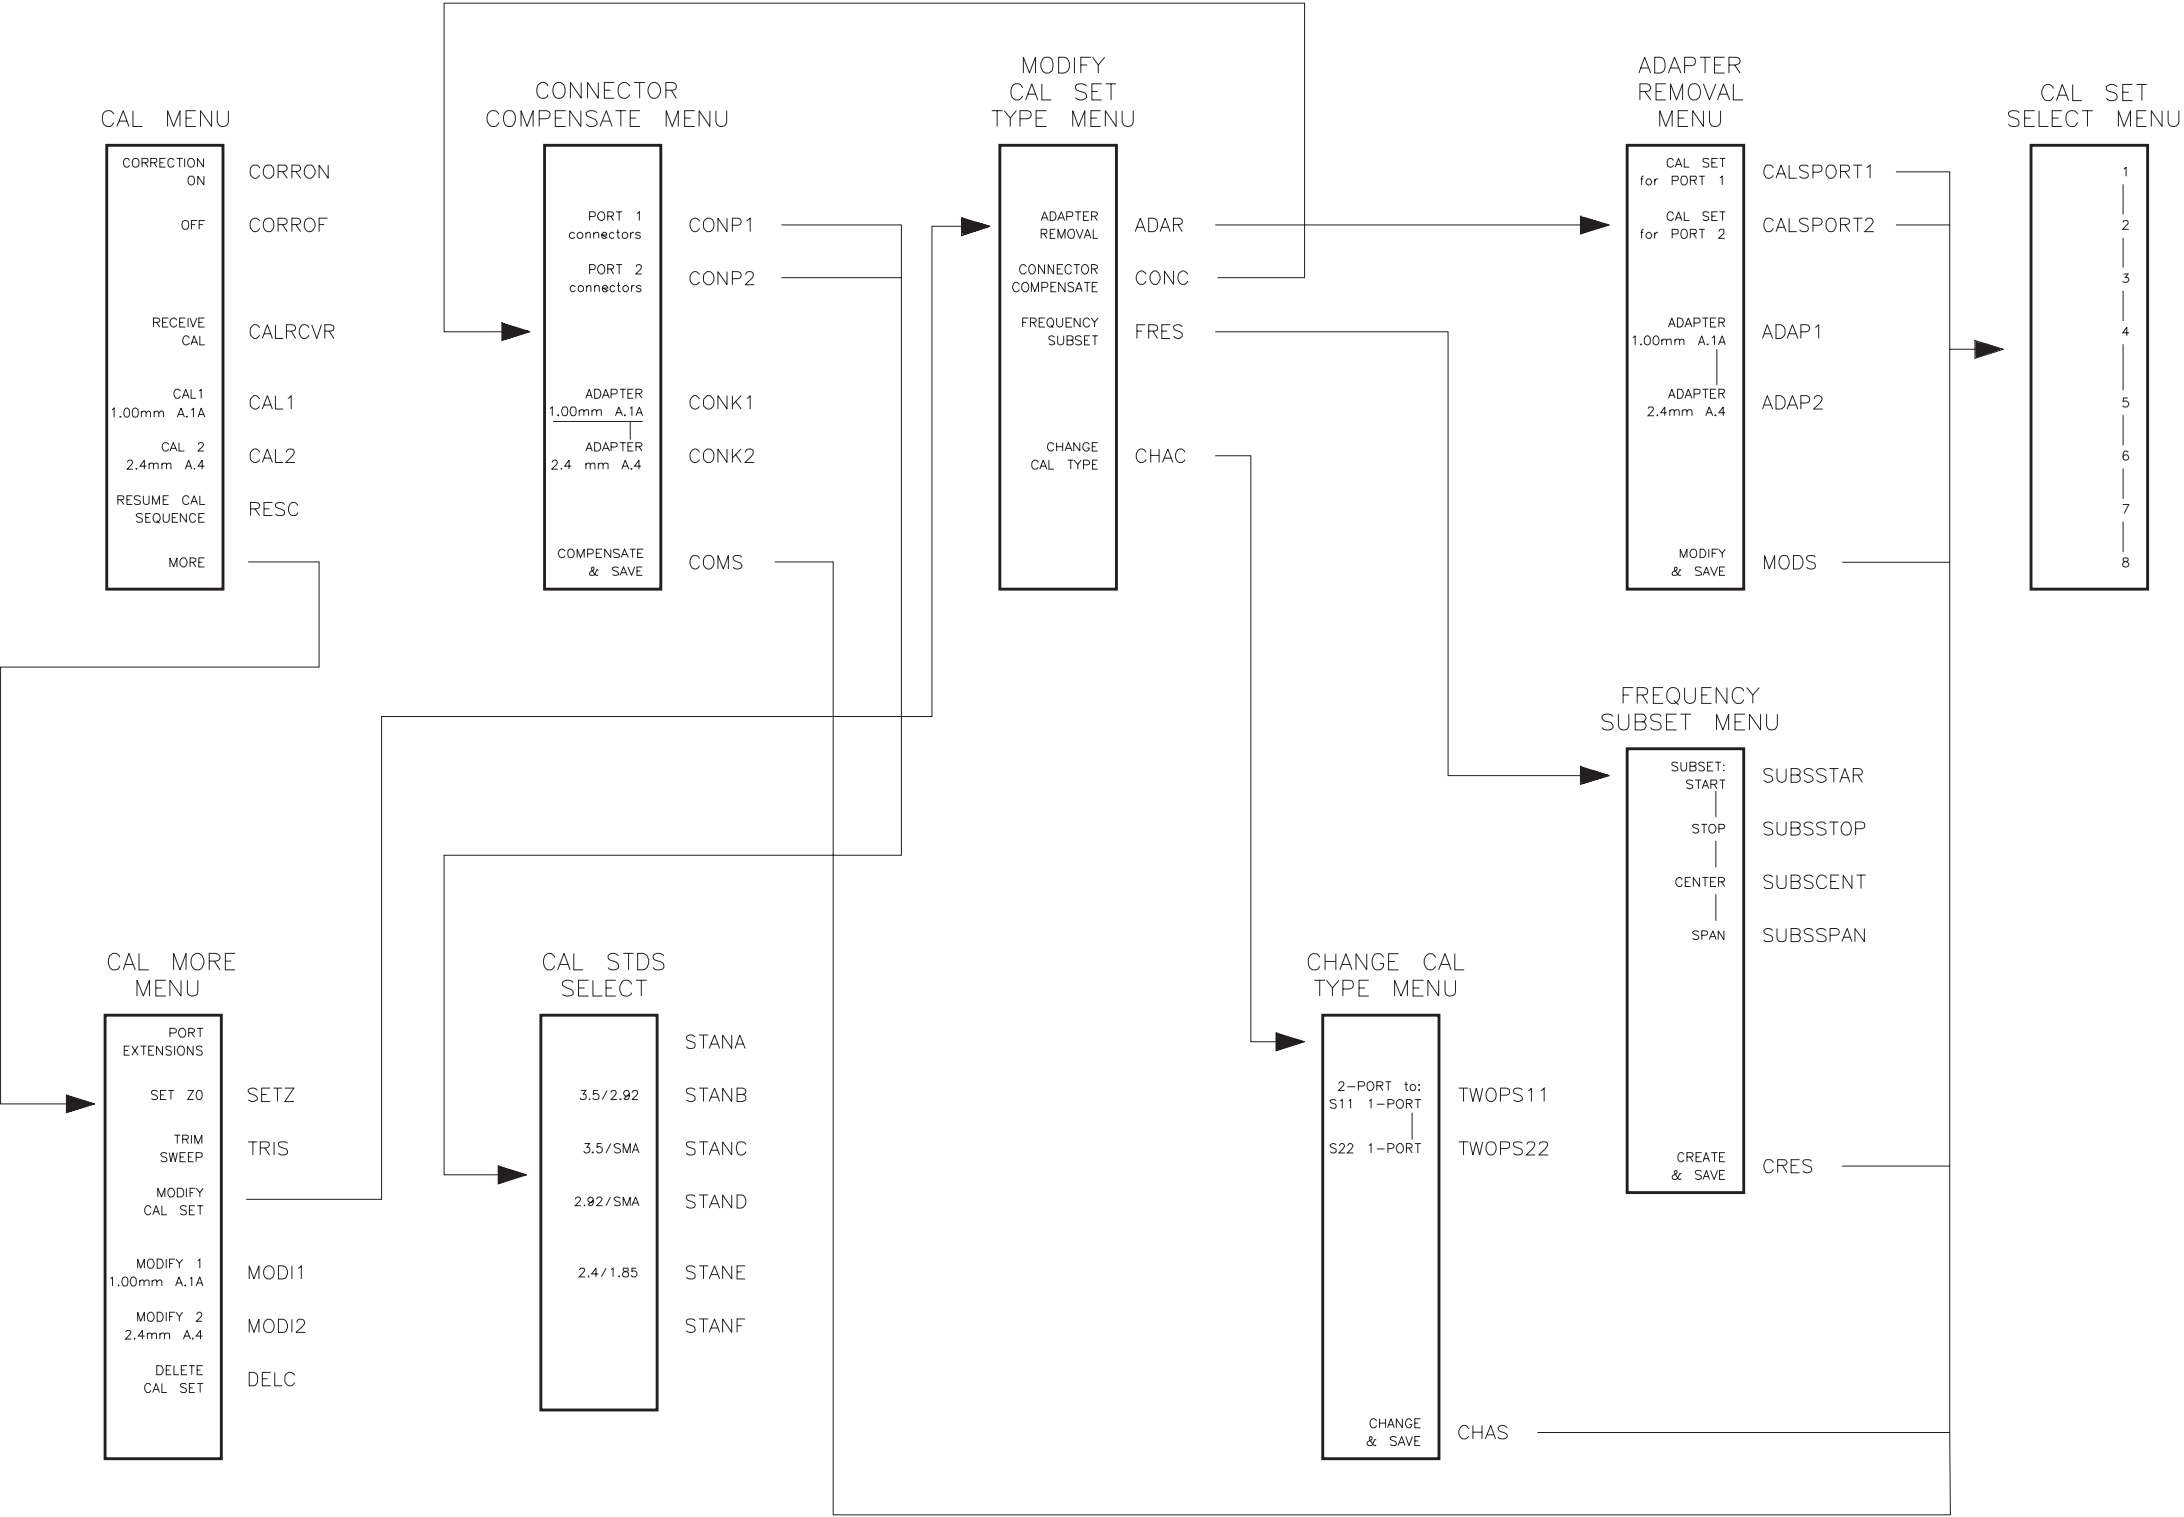 CAL MENU
CORRECTION
ON
CORRON
OFF
CORROF
RECEIVE
CAL
CALRCVR
CAL1
1.00mm A.1A
CAL1
CAL 2
2.4mm A.4
CAL2
RESUME CAL
SEQUENCE
RESC
MORE
CONNECTOR
COMPENSATE MENU
PORT 1
connectors
CONP1
PORT 2
connectors
CONP2
ADAPTER
1.00mm A.1A
CONK1
ADAPTER
2.4 mm A.4
CONK2
COMPENSATE
& SAVE
COMS
MODIFY
CAL SET
TYPE MENU
ADAPTER
REMOVAL
ADAR
CONNECTOR
COMPENSATE
CONC
FREQUENCY
SUBSET
FRES
CHANGE
CAL TYPE
CHAC
ADAPTER
REMOVAL
MENU
CAL SET
for PORT 1
CALSPORT1
CAL SET
for PORT 2
CALSPORT2
ADAPTER
1.00mm A.1A
ADAP1
ADAPTER
2.4mm A.4
ADAP2
MODIFY
& SAVE
MODS
CAL SET
SELECT MENU
1
2
3
4
5
6
7
8
CAL MORE
MENU
PORT
EXTENSIONS
SET Z0
SETZ
TRIM
SWEEP
TRIS
MODIFY
CAL SET
MODIFY 1
1.00mm A.1A
MODI1
MODIFY 2
2.4mm A.4
MODI2
DELETE
CAL SET
DELC
CAL STDS
SELECT
STANA
3.5/2.92
STANB
3.5/SMA
STANC
2.92/SMA
STAND
2.4/1.85
STANE
STANF
CHANGE CAL
TYPE MENU
2-PORT to:
S11 1-PORT
TWOPS11
S22 1-PORT
TWOPS22
CHANGE
& SAVE
CHAS
FREQUENCY
SUBSET MENU
SUBSET:
START
SUBSSTAR
STOP
SUBSSTOP
CENTER
SUBSCENT
SPAN
SUBSSPAN
CREATE
& SAVE
CRES